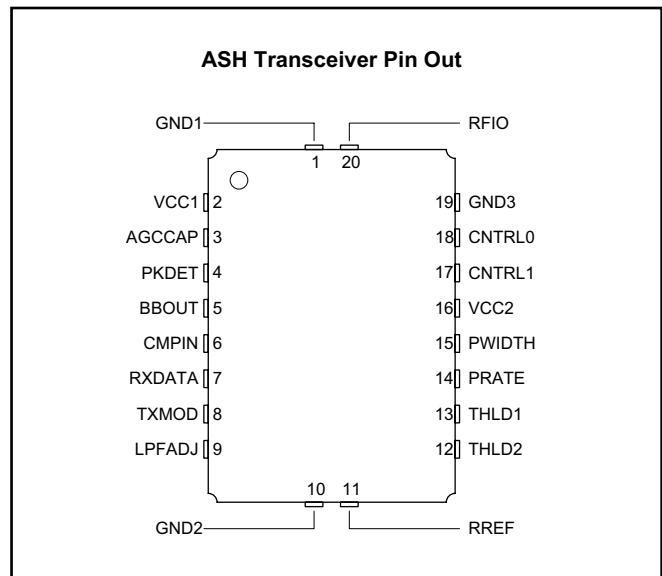 ASH Transceiver Pin Out
GND1 RFIO
1 20
VCC1 2 19 GND3
AGCCAP 3 18 CNTRL0
PKDET 4 17 CNTRL1
BBOUT 5 16 VCC2
CMPIN 6 15 PWIDTH
RXDATA 7 14 PRATE
TXMOD 8 13 THLD1
LPFADJ 9 12 THLD2
10 11
GND2 RREF